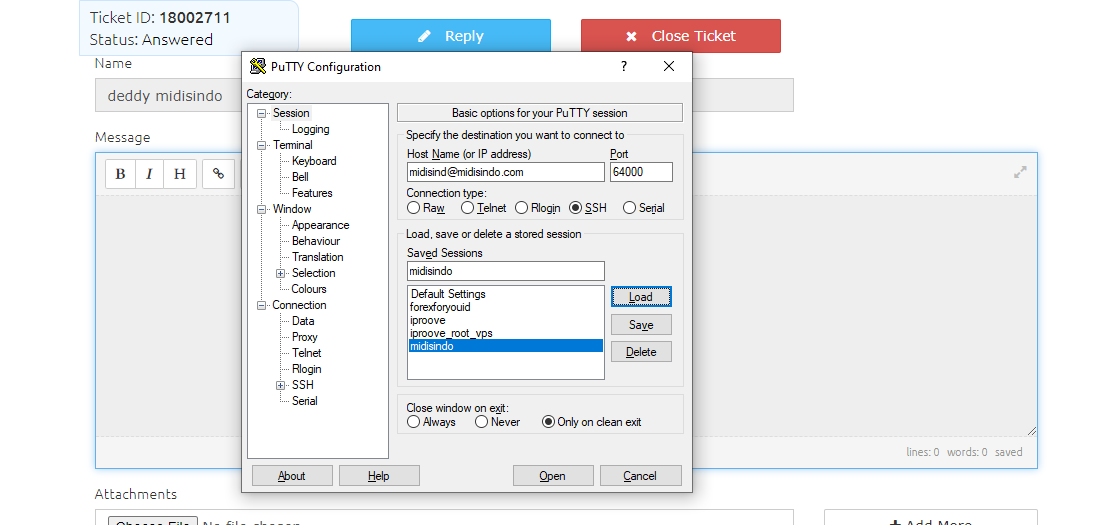 Ticket ID: 18002711
Status: Answered
Reply
Close Ticket
Name
deddy midisindo
Message
B I H
lines: 0 words: 0 saved
Attachments
Choose File No file chosen
Add More
PuTTY Configuration
?
Category:
Session
Logging
Terminal
Keyboard
Bell
Features
Window
Appearance
Behaviour
Translation
Selection
Colours
Connection
Data
Proxy
Telnet
Rlogin
SSH
Serial
Basic options for your PuTTY session
Specify the destination you want to connect to
Host Name (or IP address) Port
midisind@midisindo.com 64000
Connection type:
Raw Telnet Rlogin SSH Serial
Load, save or delete a stored session
Saved Sessions
midisindo
Default Settings
forexforyouid
iproove
iproove_root_vps
midisindo
Load
Save
Delete
Close window on exit:
Always Never Only on clean exit
About Help Open Cancel